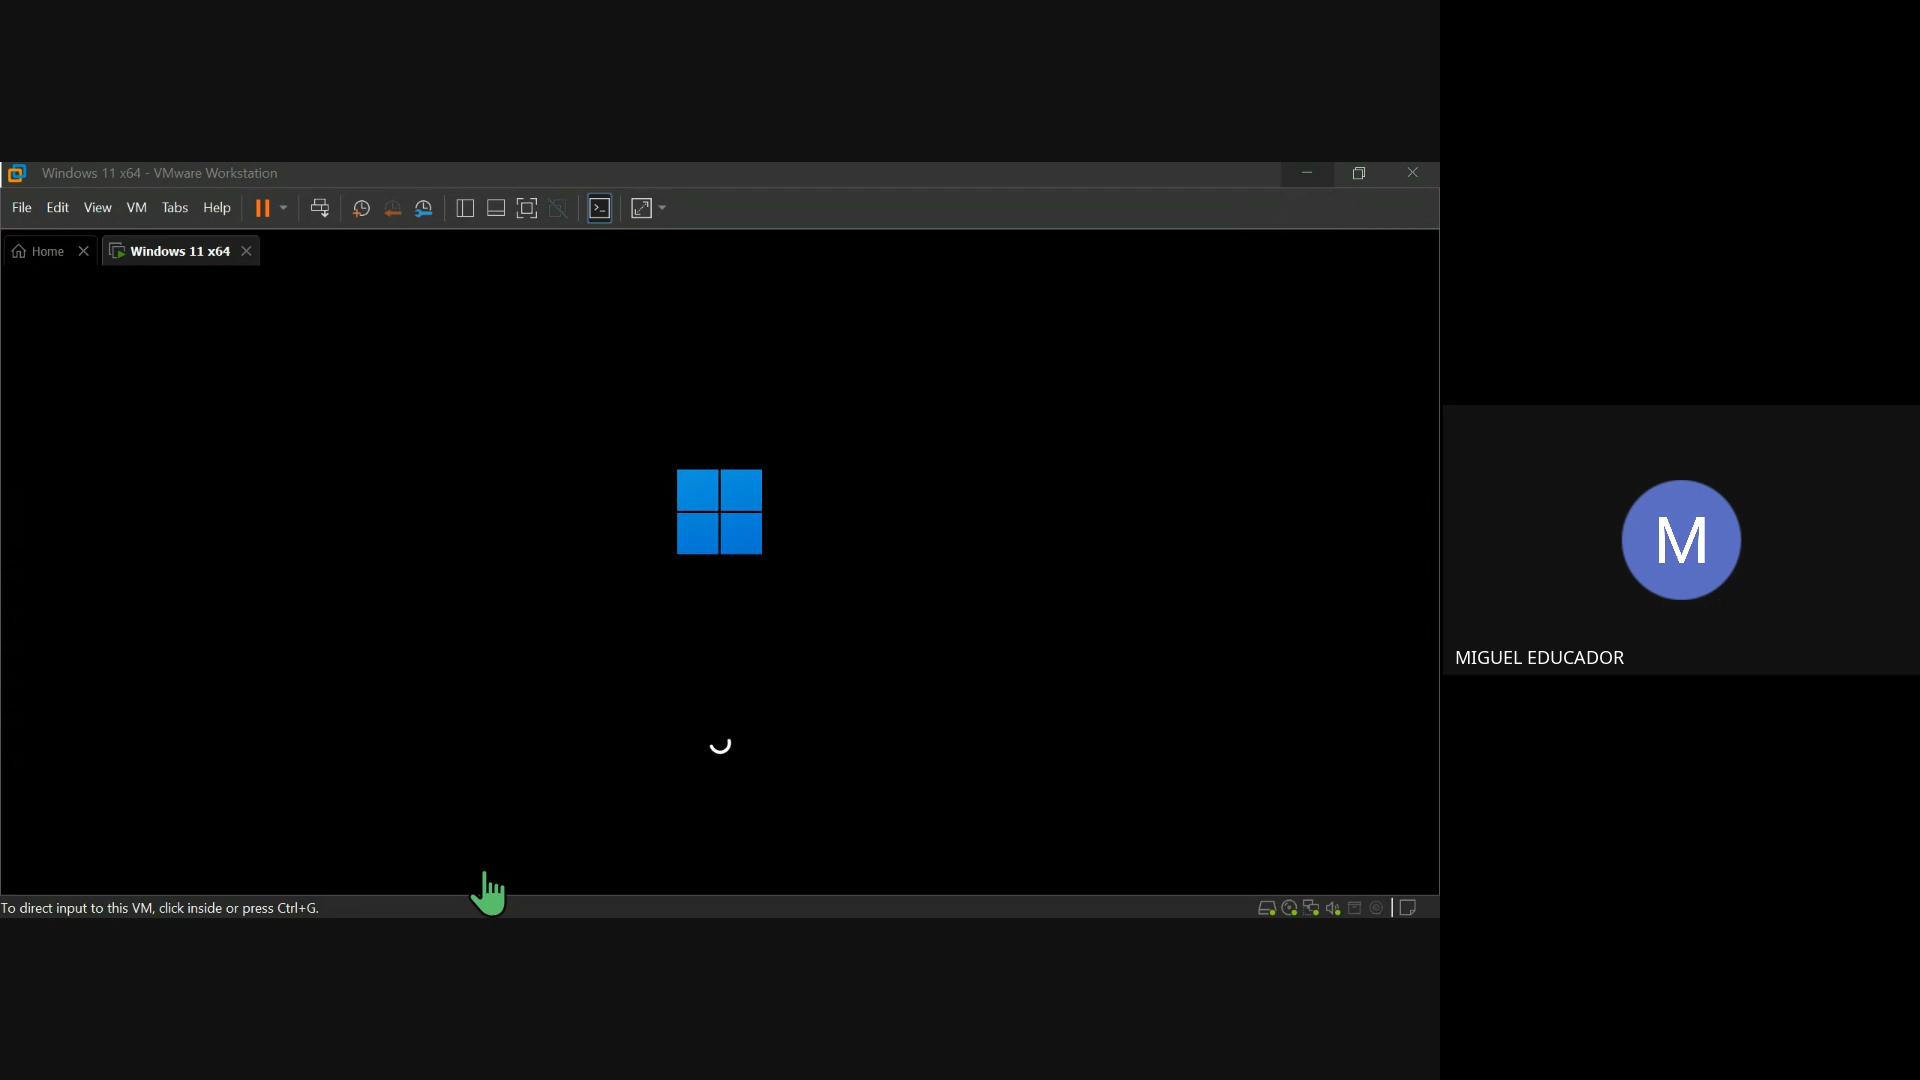 Windows 11 x64 - VMware Workstation
File Edit View VM Tabs Help
Home Windows 11 x64
M
MIGUEL EDUCADOR
To direct input to this VM, click inside or press Ctrl+G.